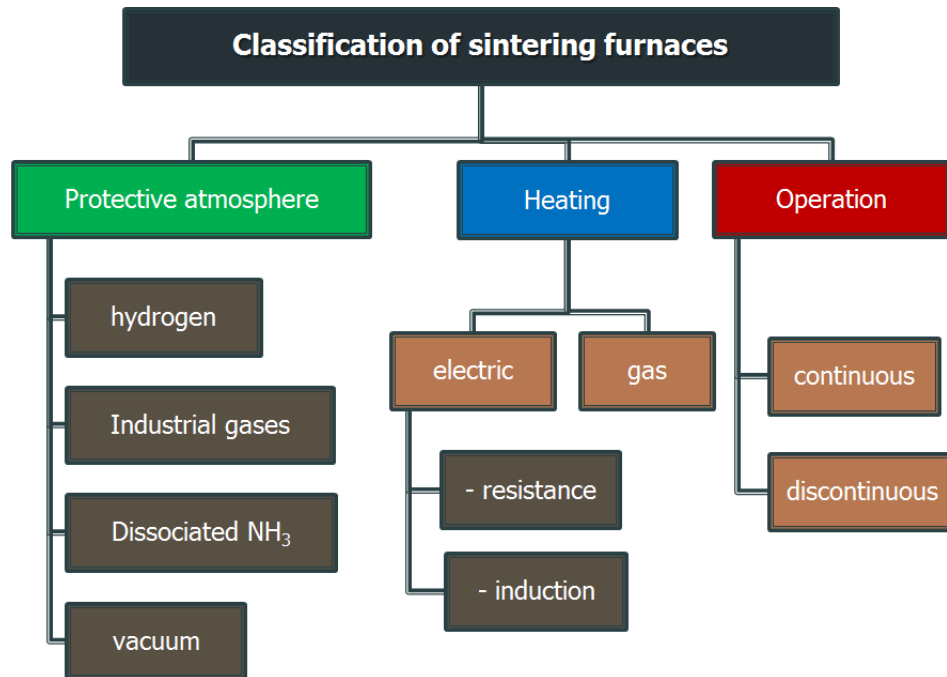 Classification of sintering furnaces
Protective atmosphere
Heating
Operation
hydrogen
Industrial gases
Dissociated NH₃
vacuum
electric
gas
- resistance
- induction
continuous
discontinuous